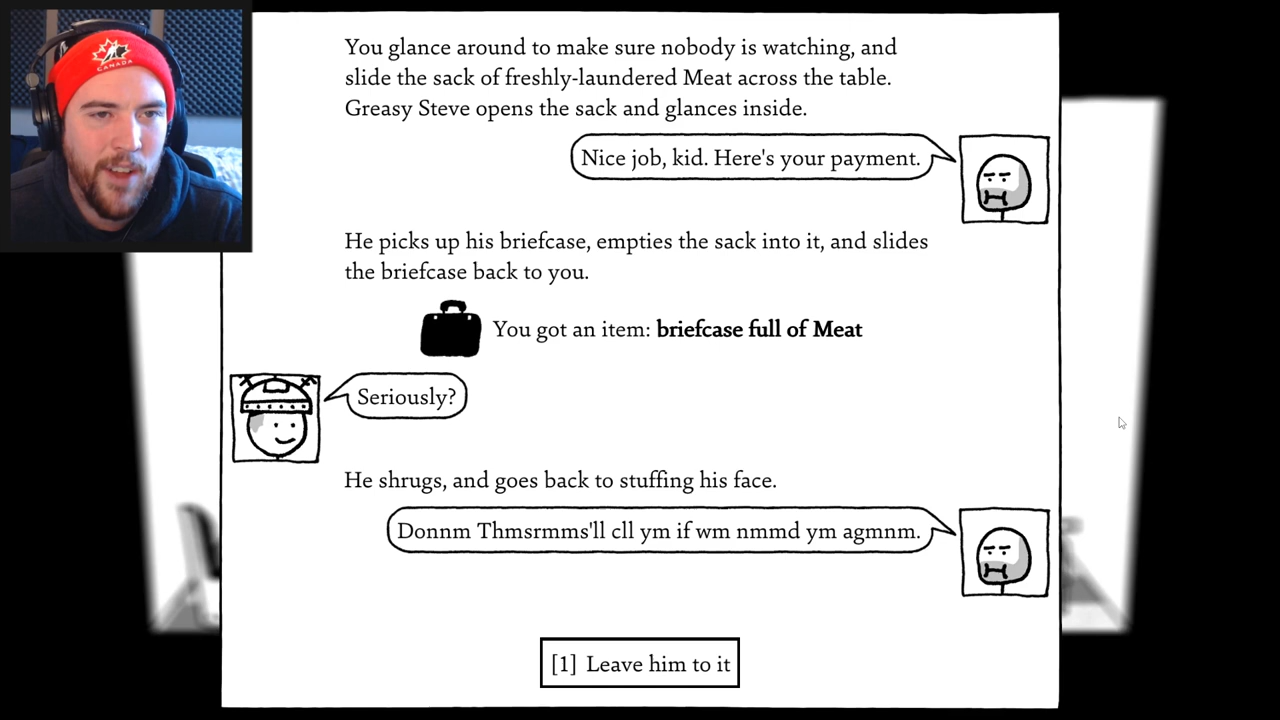 CANADA
You glance around to make sure nobody is watching, and
slide the sack of freshly-laundered Meat across the table.
Greasy Steve opens the sack and glances inside.
Nice job, kid. Here's your payment.
He picks up his briefcase, empties the sack into it, and slides
the briefcase back to you.
You got an item: briefcase full of Meat
Seriously?
He shrugs, and goes back to stuffing his face.
Donnm Thmsrmms'll cll ym if wm nmmd ym agmnm.
[1] Leave him to it